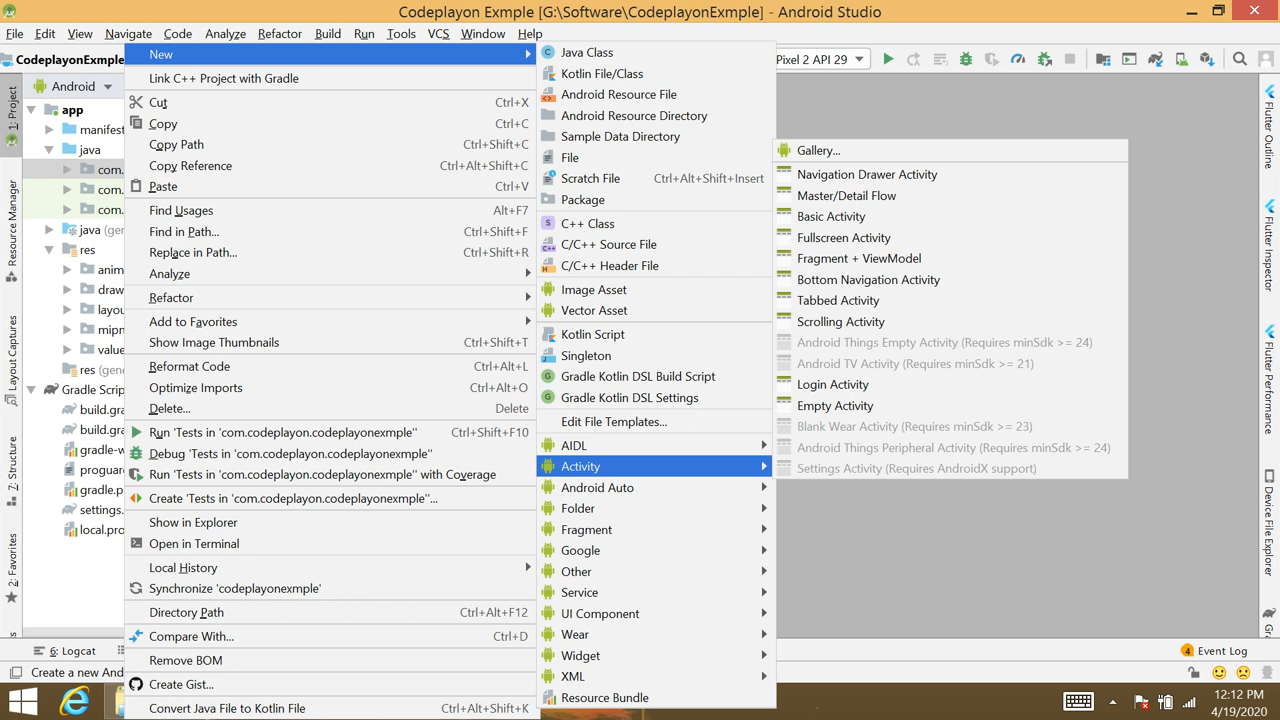 Codeplayon Exmple [G:\Software\CodeplayonExmple] - Android Studio
File Edit View Navigate Code Analyze Refactor Build Run Tools VCS Window Help
CodeplayonExmple
Pixel 2 API 29
1: Project
Resource Manager
Layout Captures
7: Structure
2: Favorites
Android
app
manifest
java
com.
com.
com.
java (gen
res
anim
draw
layou
mipn
value
res (gene
Gradle Scrip
build.gra
build.gra
gradle-w
proguar
gradle.p
settings.
local.pro
New
Link C++ Project with Gradle
Cut Ctrl+X
Copy Ctrl+C
Copy Path Ctrl+Shift+C
Copy Reference Ctrl+Alt+Shift+C
Paste Ctrl+V
Find Usages Alt+F7
Find in Path... Ctrl+Shift+F
Replace in Path... Ctrl+Shift+R
Analyze
Refactor
Add to Favorites
Show Image Thumbnails Ctrl+Shift+T
Reformat Code Ctrl+Alt+L
Optimize Imports Ctrl+Alt+O
Delete... Delete
Run 'Tests in 'com.codeplayon.codeplayonexmple'' Ctrl+Shift+F10
Debug 'Tests in 'com.codeplayon.codeplayonexmple''
Run 'Tests in 'com.codeplayon.codeplayonexmple'' with Coverage
Create 'Tests in 'com.codeplayon.codeplayonexmple''...
Show in Explorer
Open in Terminal
Local History
Synchronize 'codeplayonexmple'
Directory Path Ctrl+Alt+F12
Compare With... Ctrl+D
Remove BOM
Create Gist...
Convert Java File to Kotlin File Ctrl+Alt+Shift+K
Java Class
Kotlin File/Class
Android Resource File
Android Resource Directory
Sample Data Directory
File
Scratch File Ctrl+Alt+Shift+Insert
Package
C++ Class
C/C++ Source File
C/C++ Header File
Image Asset
Vector Asset
Kotlin Script
Singleton
Gradle Kotlin DSL Build Script
Gradle Kotlin DSL Settings
Edit File Templates...
AIDL
Activity
Android Auto
Folder
Fragment
Google
Other
Service
UI Component
Wear
Widget
XML
Resource Bundle
Gallery...
Navigation Drawer Activity
Master/Detail Flow
Basic Activity
Fullscreen Activity
Fragment + ViewModel
Bottom Navigation Activity
Tabbed Activity
Scrolling Activity
Android Things Empty Activity (Requires minSdk >= 24)
Android TV Activity (Requires minSdk >= 21)
Login Activity
Empty Activity
Blank Wear Activity (Requires minSdk >= 23)
Android Things Peripheral Activity (Requires minSdk >= 24)
Settings Activity (Requires AndroidX support)
Flutter Outline
Flutter Inspector
Flutter Performance
Device File Explorer
Gr
6: Logcat
4 Event Log
Create a new And
12:12 PM
4/19/2020